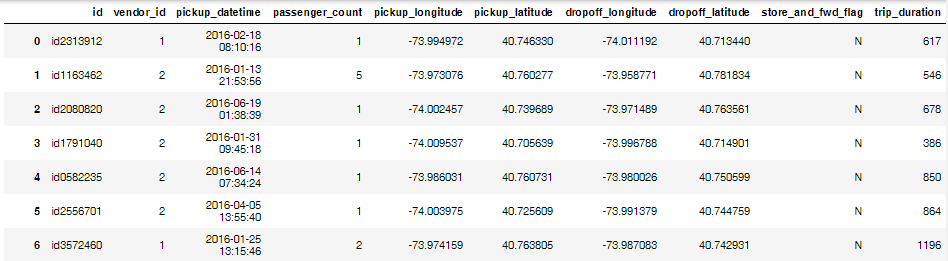 id vendor_id pickup_datetime passenger_count pickup_longitude pickup_latitude dropoff_longitude dropoff_latitude store_and_fwd_flag trip_duration
0 id2313912 1 2016-02-18 08:10:16 1 -73.994972 40.746330 -74.011192 40.713440 N 617
1 id1163462 2 2016-01-13 21:53:56 5 -73.973076 40.760277 -73.958771 40.781834 N 546
2 id2080820 2 2016-06-19 01:38:39 1 -74.002457 40.739689 -73.971489 40.763561 N 678
3 id1791040 2 2016-01-31 09:45:18 1 -74.009537 40.705639 -73.996788 40.714901 N 386
4 id0582235 2 2016-06-14 07:34:24 1 -73.986031 40.760731 -73.980026 40.750599 N 850
5 id2556701 2 2016-04-05 13:55:40 1 -74.003975 40.725609 -73.991379 40.744759 N 864
6 id3572460 1 2016-01-25 13:15:46 2 -73.974159 40.763805 -73.987083 40.742931 N 1196